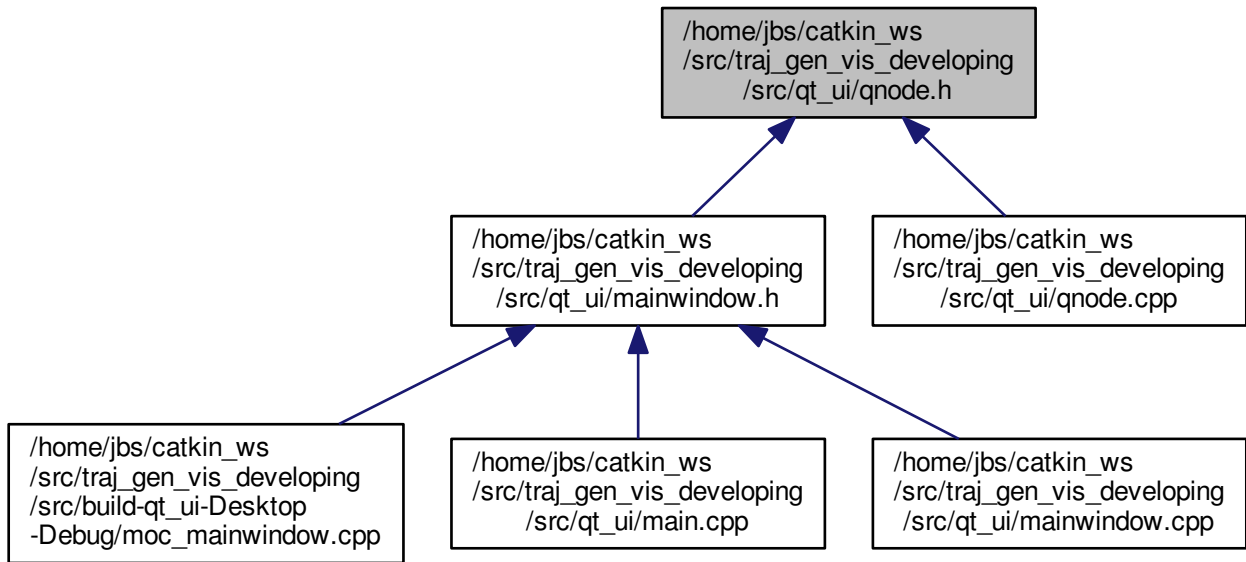 /home/jbs/catkin_ws
/src/traj_gen_vis_developing
/src/qt_ui/qnode.h
/home/jbs/catkin_ws
/src/traj_gen_vis_developing
/src/qt_ui/mainwindow.h
/home/jbs/catkin_ws
/src/traj_gen_vis_developing
/src/qt_ui/qnode.cpp
/home/jbs/catkin_ws
/src/traj_gen_vis_developing
/src/build-qt_ui-Desktop
-Debug/moc_mainwindow.cpp
/home/jbs/catkin_ws
/src/traj_gen_vis_developing
/src/qt_ui/main.cpp
/home/jbs/catkin_ws
/src/traj_gen_vis_developing
/src/qt_ui/mainwindow.cpp